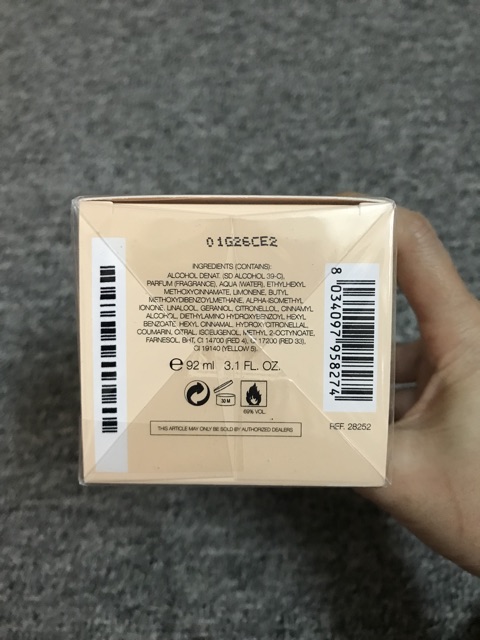 01G26CE2
INGREDIENTS (CONTAINS):
ALCOHOL DENAT. (SD ALCOHOL 39-C),
PARFUM (FRAGRANCE), AQUA (WATER), ETHYLHEXYL
METHOXYCINNAMATE, LIMONENE, BUTYL
METHOXYDIBENZOYLMETHANE, ALPHA-ISOMETHYL
IONONE, LINALOOL, GERANIOL, CITRONELLOL, CINNAMYL
ALCOHOL, DIETHYLAMINO HYDROXYBENZOYL HEXYL
BENZOATE, HEXYL CINNAMAL, HYDROXYCITRONELLAL,
COUMARIN, CITRAL, ISOEUGENOL, METHYL 2-OCTYNOATE,
FARNESOL, BHT, CI 14700 (RED 4), CI 17200 (RED 33),
CI 19140 (YELLOW 5).
e 92 ml 3.1 FL. OZ.
30 M
69% VOL.
THIS ARTICLE MAY ONLY BE SOLD BY AUTHORIZED DEALERS
8 034097 958274
REF. 28252